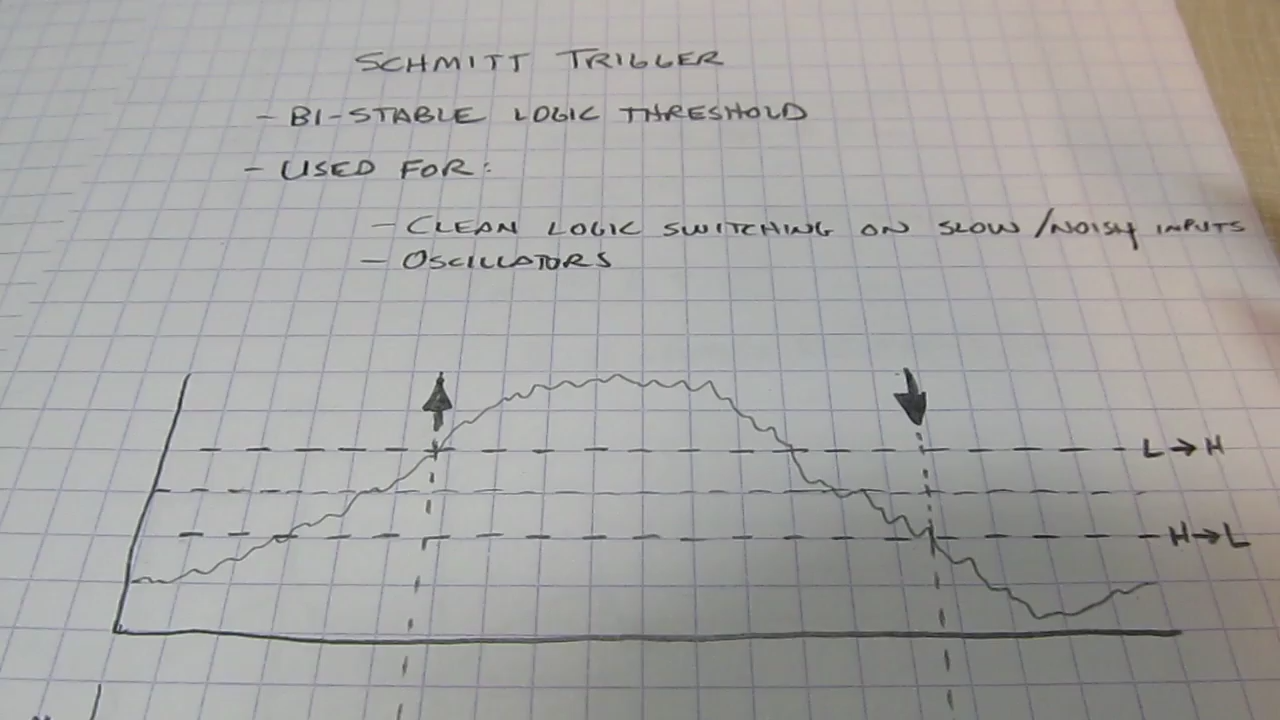 SCHMITT TRIGGER
- BI-STABLE LOGIC THRESHOLD
- USED FOR:
- CLEAN LOGIC SWITCHING ON SLOW/NOISY INPUTS
- OSCILLATORS
L→H
H→L